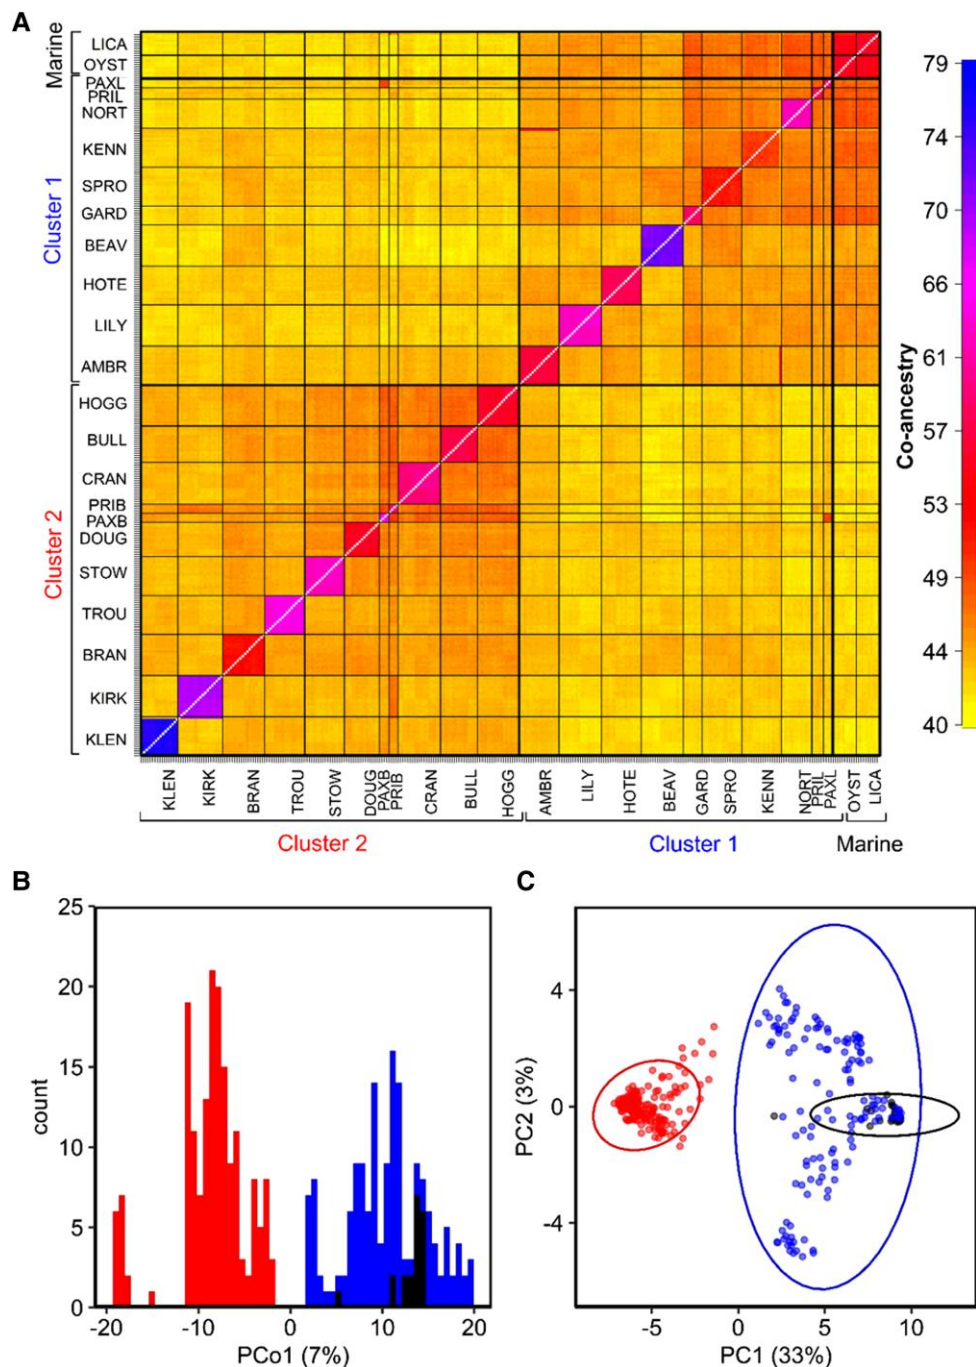 A
Marine
LICA
OYST
Cluster 1
PAXL
PRIL
NORT
KENN
SPRO
GARD
BEAV
HOTE
LILY
AMBR
Cluster 2
HOGG
BULL
CRAN
PRIB
PAXB
DOUG
STOW
TROU
BRAN
KIRK
KLEN
KLEN KIRK BRAN TROU STOW DOUG PAXB PRIB CRAN BULL HOGG AMBR LILY HOTE BEAV GARD SPRO KENN NORT PRIL PAXL OYST LICA
Cluster 2 Cluster 1 Marine
Co-ancestry
79
74
70
66
61
57
53
49
44
40
B
count
25
20
15
10
5
0
-20 -10 0 10 20
PCo1 (7%)
C
PC2 (3%)
4
0
-4
-5 0 5 10
PC1 (33%)